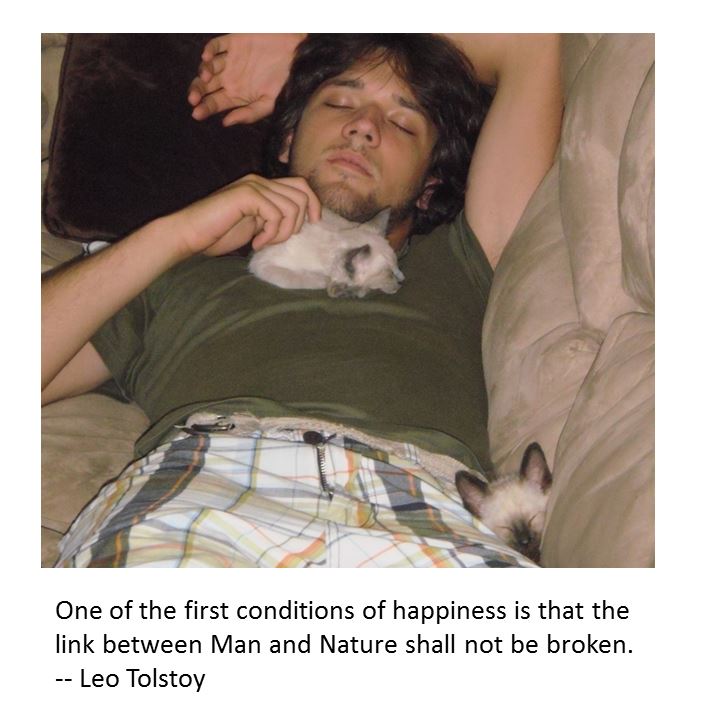 One of the first conditions of happiness is that the
link between Man and Nature shall not be broken.
-- Leo Tolstoy